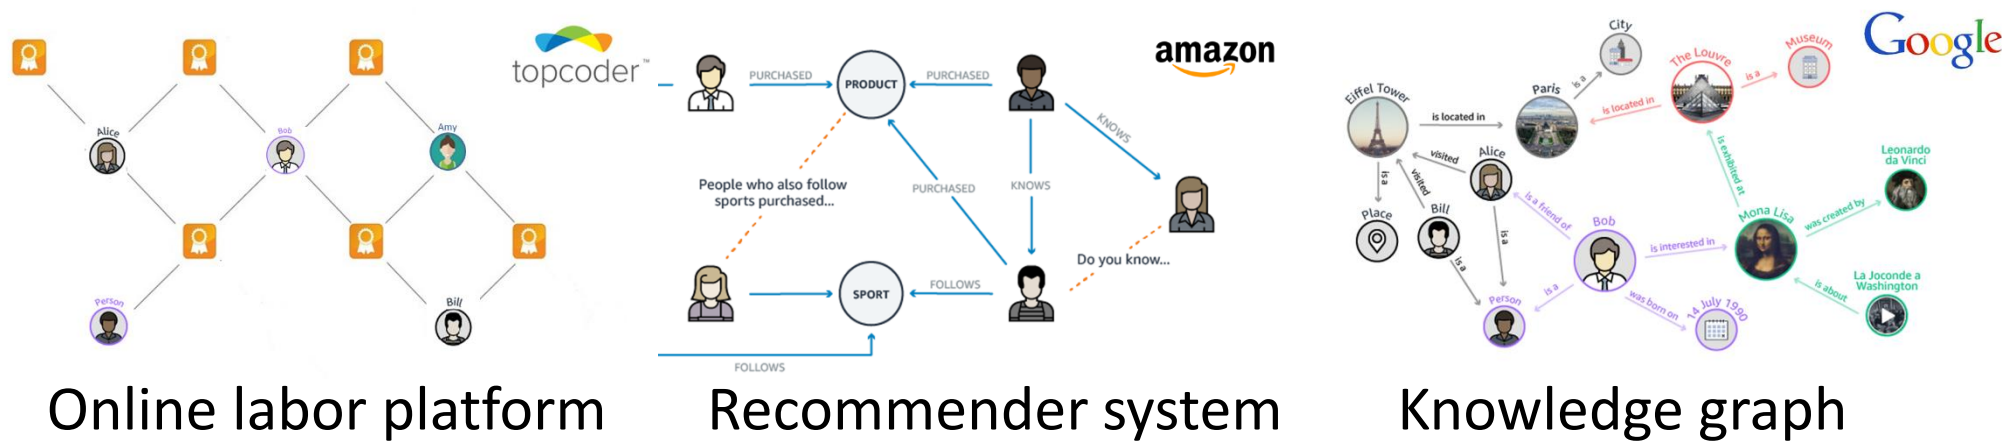 topcoder™
Alice
Bob
Amy
Person
Bill
Online labor platform
amazon
PURCHASED
PRODUCT
PURCHASED
KNOWS
People who also follow
sports purchased...
PURCHASED
KNOWS
Do you know...
SPORT
FOLLOWS
FOLLOWS
Recommender system
Google
City
Museum
The Louvre
is a
is a
Eiffel Tower
Paris
is located in
is located in
Alice
visited
visited
is a
is exhibited at
Leonardo
da Vinci
Place
Bill
is a friend of
Bob
is a
is interested in
Mona Lisa
was created by
is a
Person
is a
was born on
14 July 1990
is about
La Joconde a
Washington
Knowledge graph